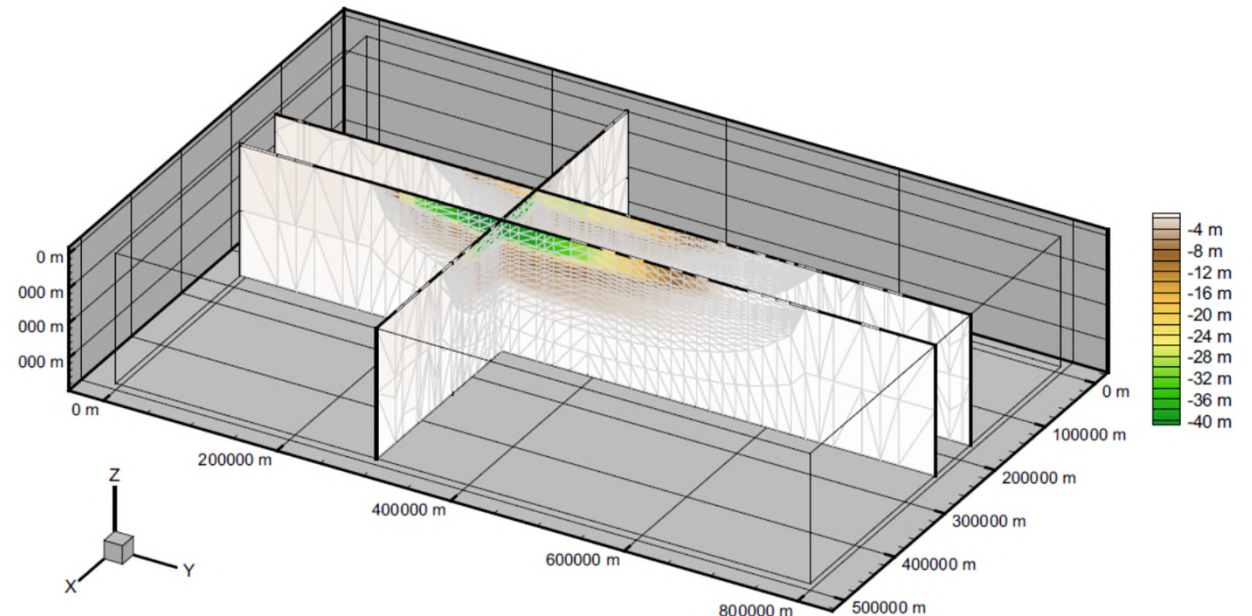 0 m
000 m
000 m
000 m
0 m
200000 m
400000 m
600000 m
800000 m
0 m
100000 m
200000 m
300000 m
400000 m
500000 m
-4 m
-8 m
-12 m
-16 m
-20 m
-24 m
-28 m
-32 m
-36 m
-40 m
Z
Y
X